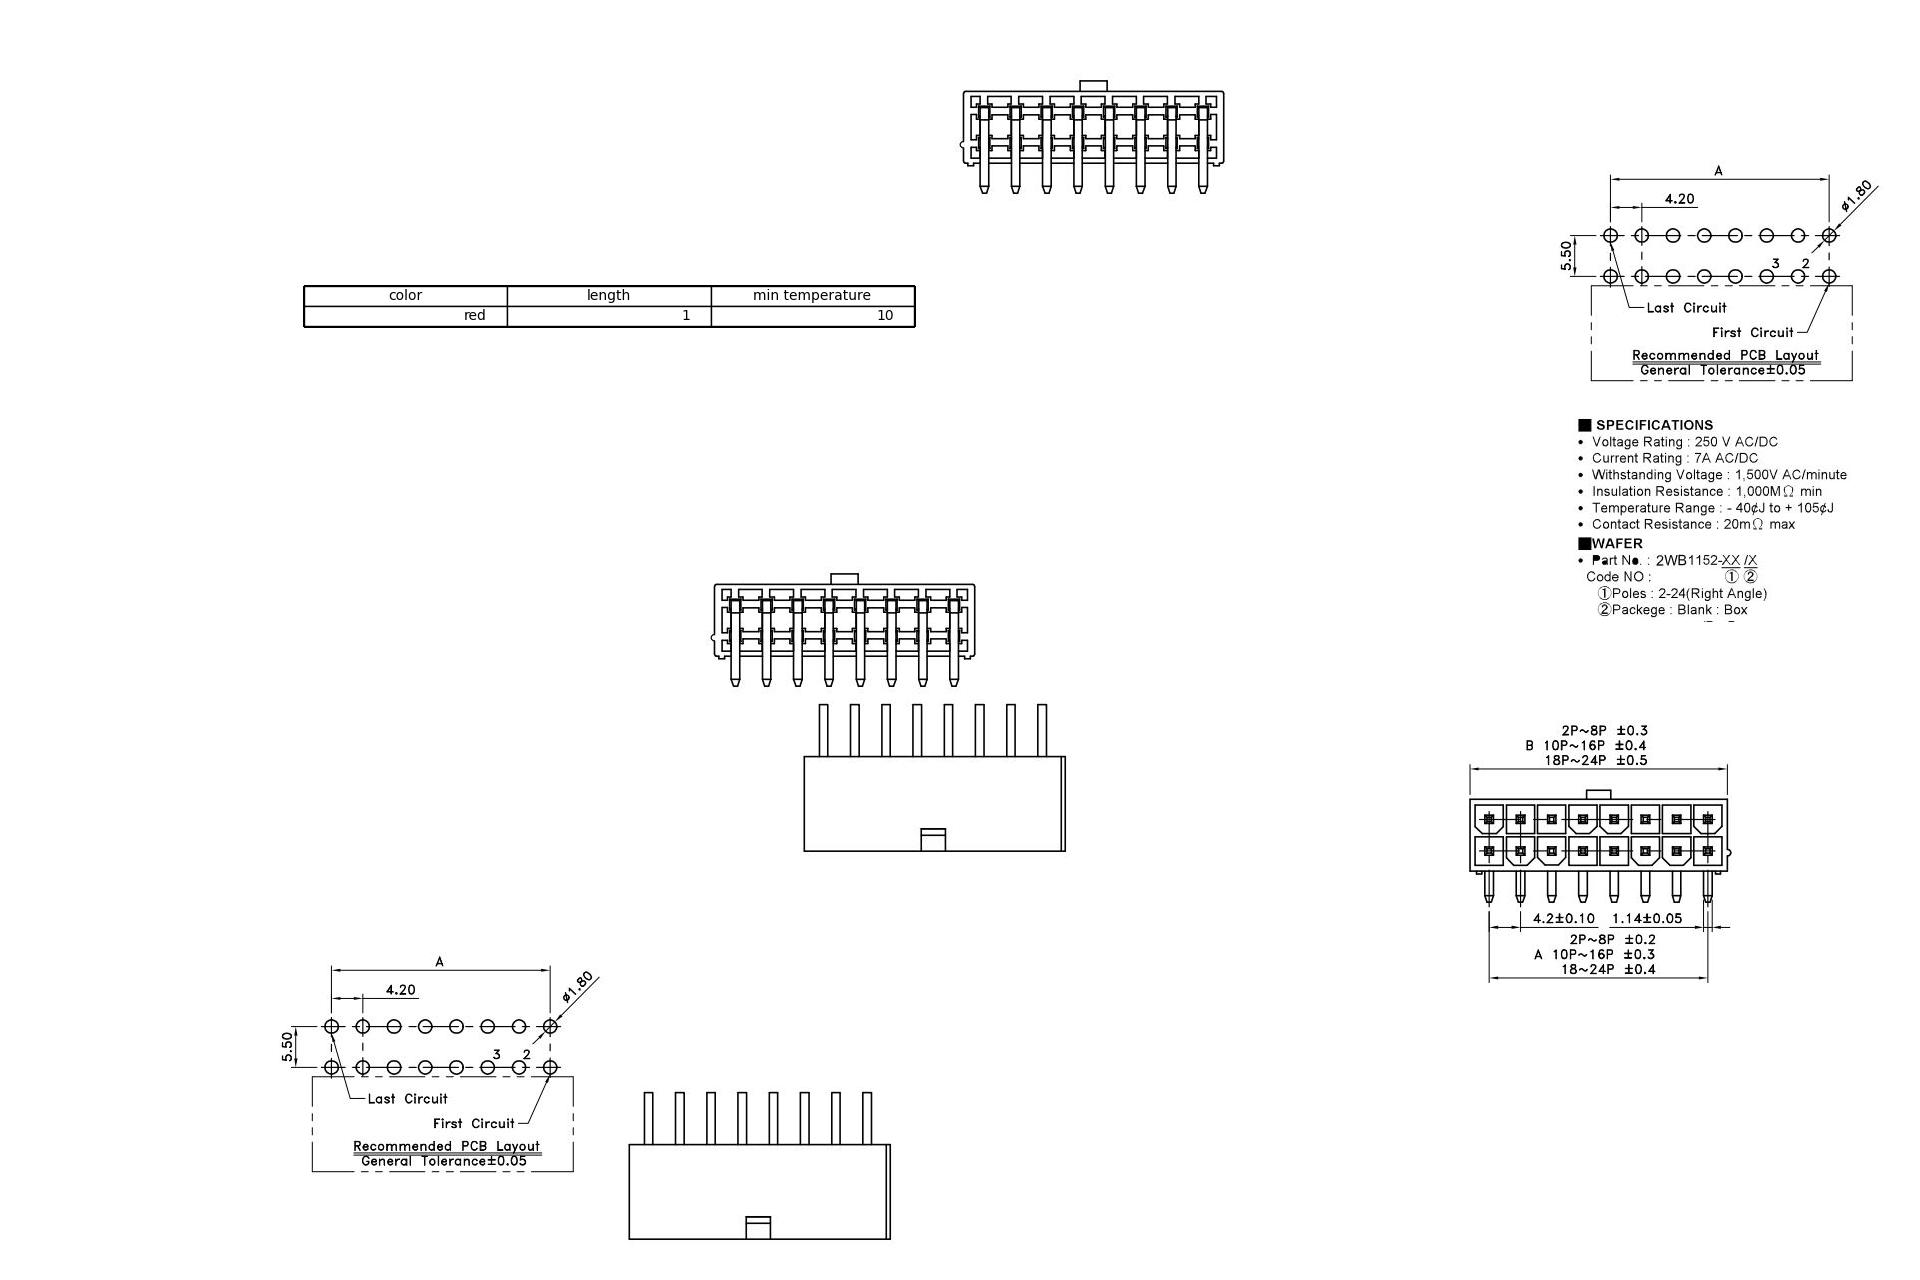 A
4.20
ø1.80
5.50
3 2
Last Circuit
First Circuit
Recommended PCB Layout
General Tolerance±0.05
color length min temperature
red 1 10
■ SPECIFICATIONS
• Voltage Rating : 250 V AC/DC
• Current Rating : 7A AC/DC
• Withstanding Voltage : 1,500V AC/minute
• Insulation Resistance : 1,000MΩ min
• Temperature Range : - 40¢J to + 105¢J
• Contact Resistance : 20mΩ max
■WAFER
• Part No. : 2WB1152-XX /X
Code NO : ① ②
①Poles : 2-24(Right Angle)
②Packege : Blank : Box
2P~8P ±0.3
B 10P~16P ±0.4
18P~24P ±0.5
4.2±0.10 1.14±0.05
2P~8P ±0.2
A 10P~16P ±0.3
18~24P ±0.4
A
4.20
ø1.80
5.50
3 2
Last Circuit
First Circuit
Recommended PCB Layout
General Tolerance±0.05